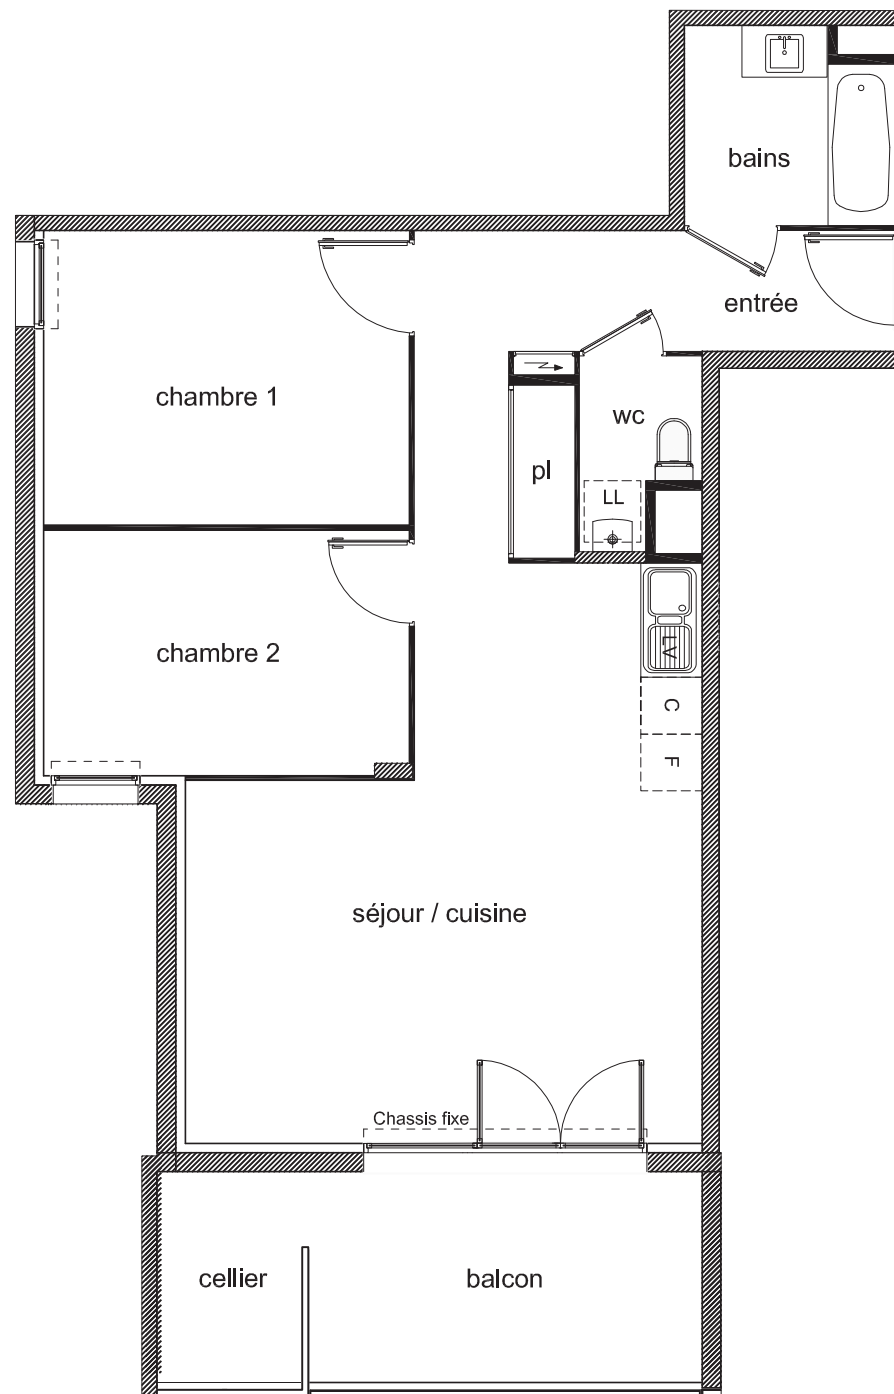 bains
entrée
chambre 1
wc
pl
LL
chambre 2
LV
C
F
séjour / cuisine
Chassis fixe
cellier
balcon